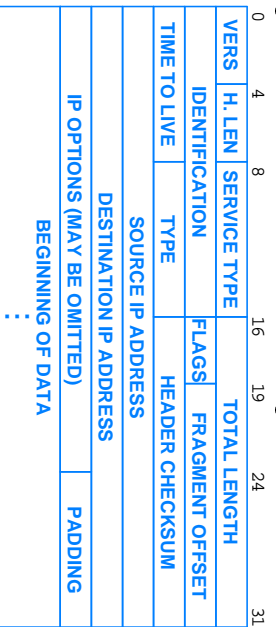 0 4 8 16 19 24 31
VERS H. LEN SERVICE TYPE TOTAL LENGTH
IDENTIFICATION FLAGS FRAGMENT OFFSET
TIME TO LIVE TYPE HEADER CHECKSUM
SOURCE IP ADDRESS
DESTINATION IP ADDRESS
IP OPTIONS (MAY BE OMITTED) PADDING
BEGINNING OF DATA
⋮